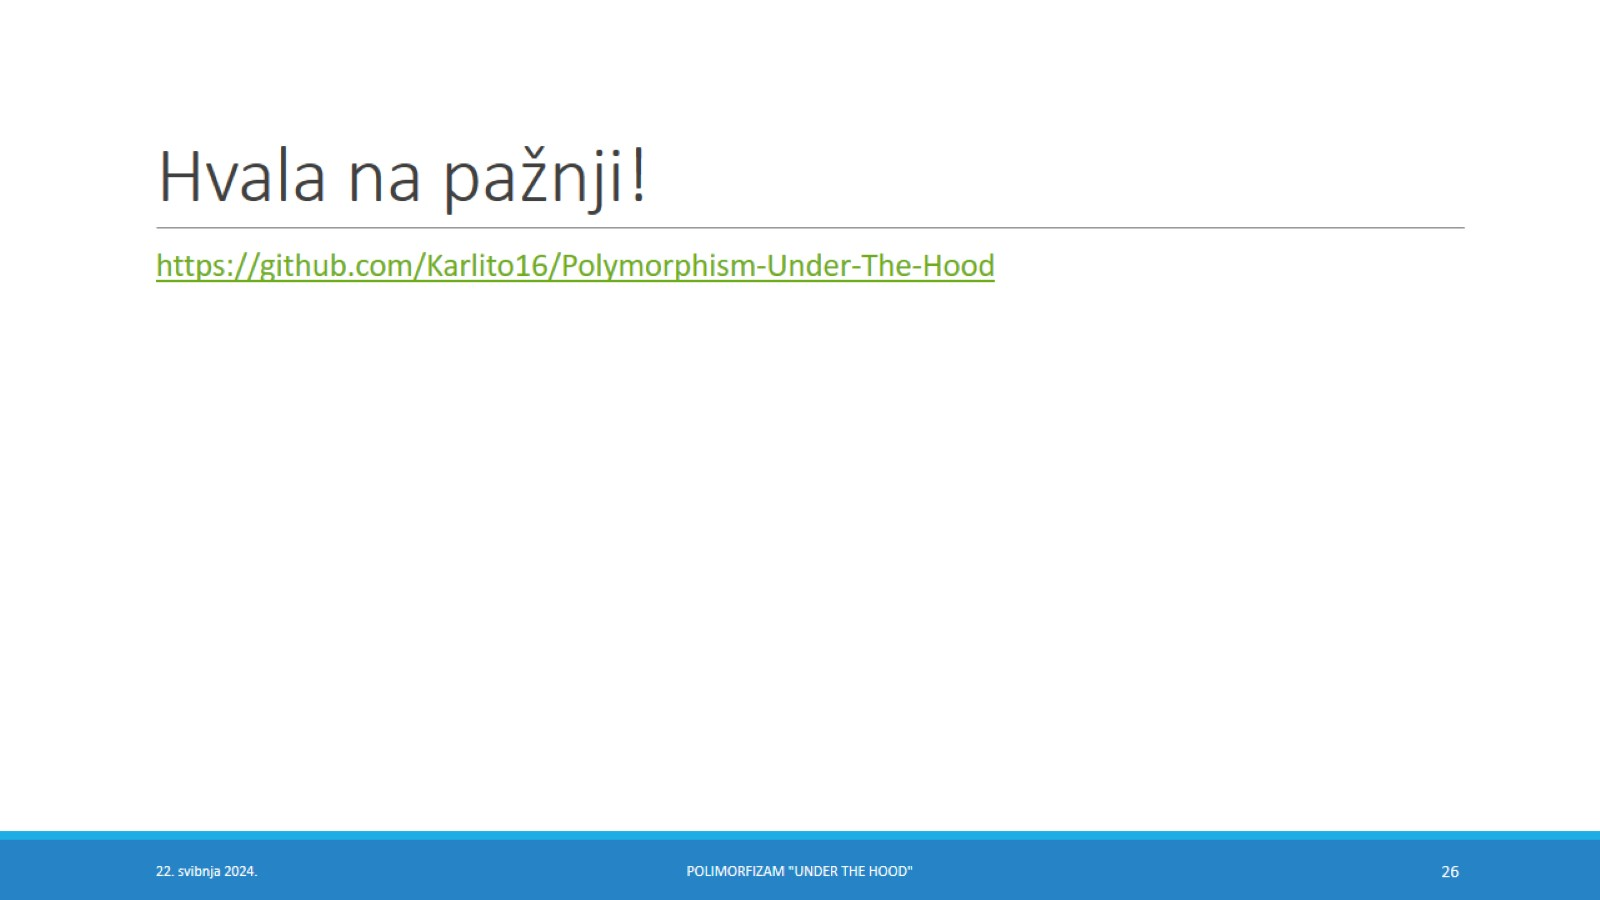 Hvala na pažnji!
https://github.com/Karlito16/Polymorphism-Under-The-Hood
22. svibnja 2024.
POLIMORFIZAM "UNDER THE HOOD"
26